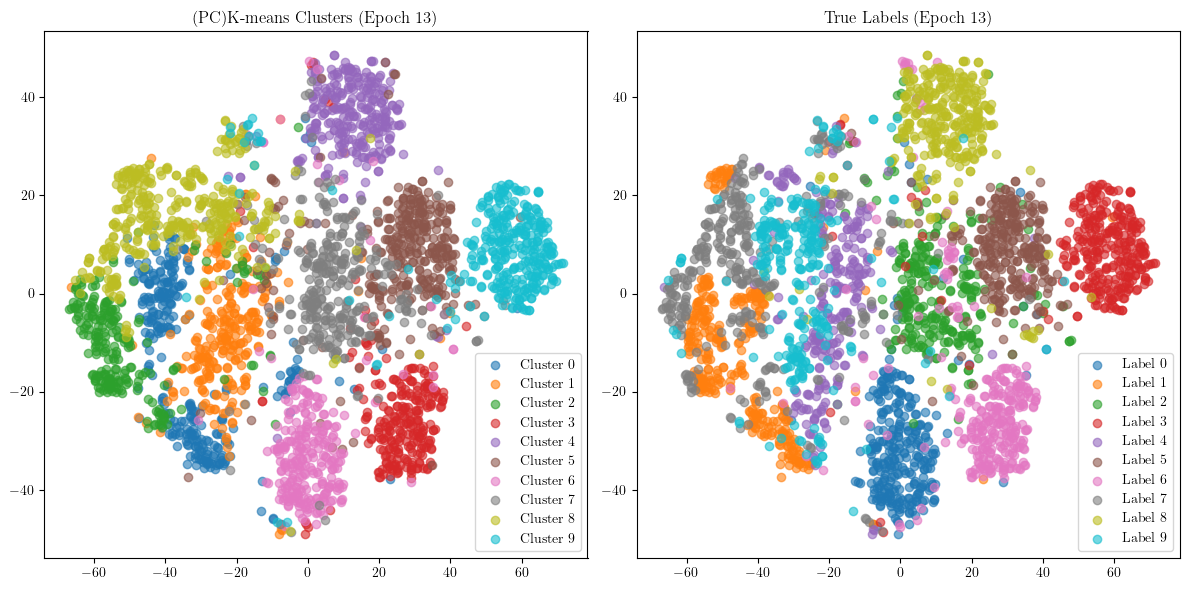 (PC)K-means Clusters (Epoch 13)
40
20
0
−20
−40
−60
−40
−20
0
20
40
60
Cluster 0
Cluster 1
Cluster 2
Cluster 3
Cluster 4
Cluster 5
Cluster 6
Cluster 7
Cluster 8
Cluster 9
True Labels (Epoch 13)
40
20
0
−20
−40
−60
−40
−20
0
20
40
60
Label 0
Label 1
Label 2
Label 3
Label 4
Label 5
Label 6
Label 7
Label 8
Label 9